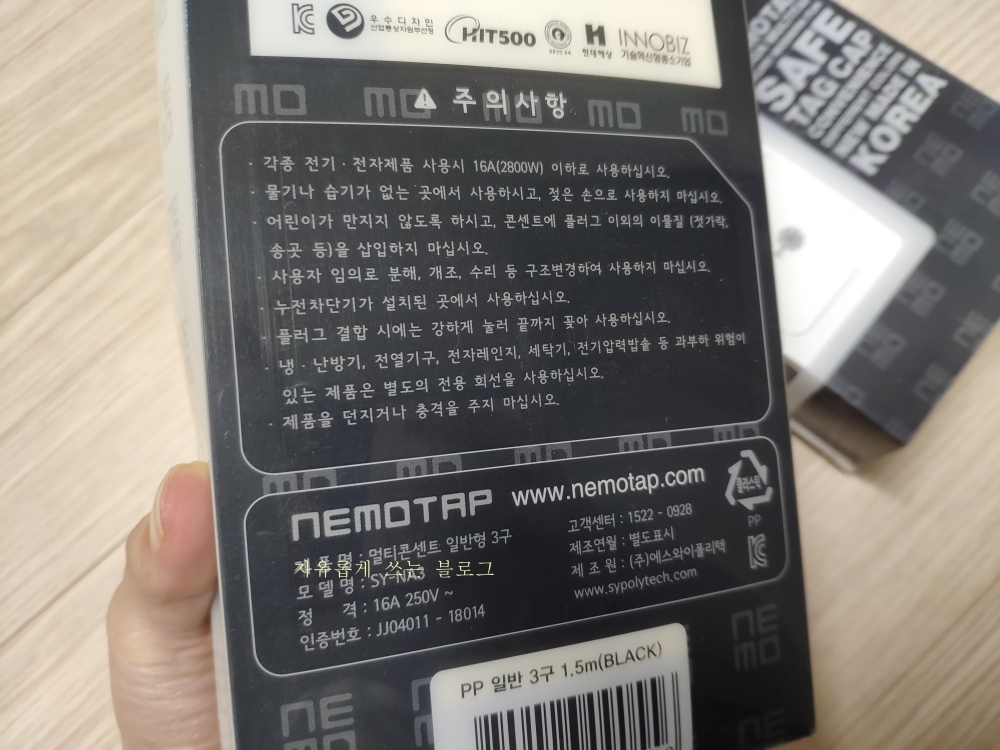 우수디자인
산업통상자원부선정
HIT500
현대해상
INNOBIZ
기술혁신형중소기업
SAFE
TAG CAP
CONVENIENCE
NEW MADE IN
KOREA
주의사항
· 각종 전기 · 전자제품 사용시 16A(2800W) 이하로 사용하십시오.
· 물기나 습기가 없는 곳에서 사용하시고, 젖은 손으로 사용하지 마십시오.
· 어린이가 만지지 않도록 하시고, 콘센트에 플러그 이외의 이물질 (젓가락,
송곳 등)을 삽입하지 마십시오.
· 사용자 임의로 분해, 개조, 수리 등 구조변경하여 사용하지 마십시오.
· 누전차단기가 설치된 곳에서 사용하십시오.
· 플러그 결합 시에는 강하게 눌러 끝까지 꽂아 사용하십시오.
· 냉 · 난방기, 전열기구, 전자레인지, 세탁기, 전기압력밥솥 등 과부하 위험이
있는 제품은 별도의 전용 회선을 사용하십시오.
· 제품을 던지거나 충격을 주지 마십시오.
NEMOTAP www.nemotap.com
제품명 : 멀티콘센트 일반형 3구
자유롭게 쓰는 블로그
모델명 : SY-NA3
정 격 : 16A 250V ~
인증번호 : JJ04011 - 18014
고객센터 : 1522 - 0928
제조연월 : 별도표시
제 조 원 : (주)에스와이폴리텍
www.sypolytech.com
플라스틱
PP
NEMO
PP 일반 3구 1.5m(BLACK)